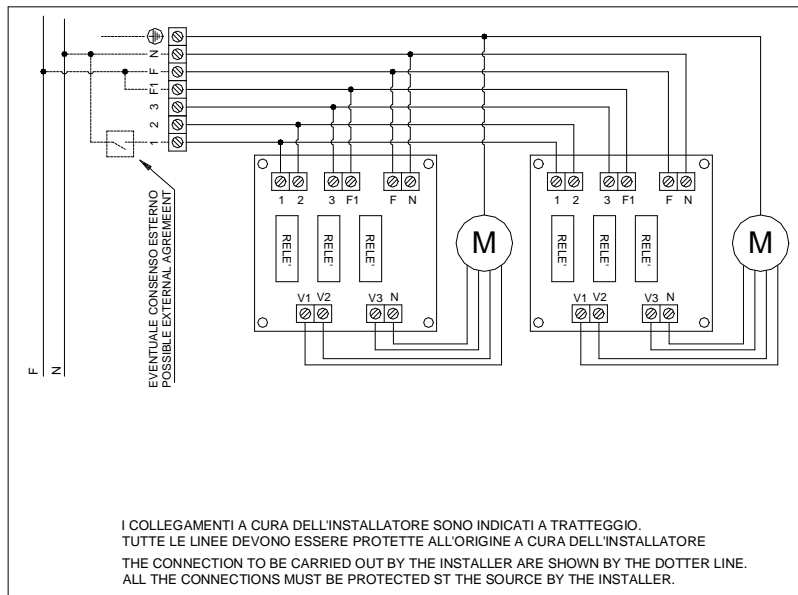 N
F
F1
3
2
1
1 2 3 F1 F N
RELE'
RELE'
RELE'
V1 V2 V3 N
M
1 2 3 F1 F N
RELE'
RELE'
RELE'
V1 V2 V3 N
M
F
N
EVENTUALE CONSENSO ESTERNO
POSSIBLE EXTERNAL AGREEMEENT
I COLLEGAMENTI A CURA DELL'INSTALLATORE SONO INDICATI A TRATTEGGIO.
TUTTE LE LINEE DEVONO ESSERE PROTETTE ALL'ORIGINE A CURA DELL'INSTALLATORE
THE CONNECTION TO BE CARRIED OUT BY THE INSTALLER ARE SHOWN BY THE DOTTER LINE.
ALL THE CONNECTIONS MUST BE PROTECTED ST THE SOURCE BY THE INSTALLER.